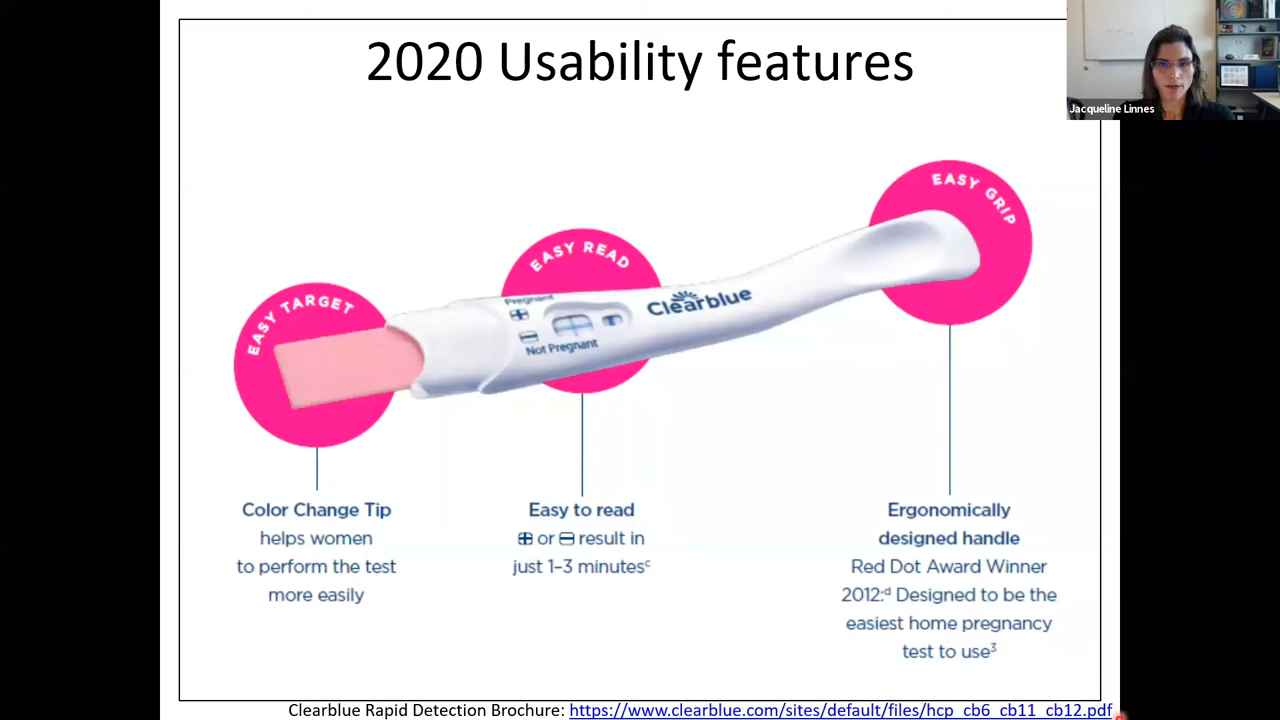 2020 Usability features
Jacqueline Linnes
EASY TARGET
EASY READ
EASY GRIP
Pregnant
Not Pregnant
Clearblue
Color Change Tip
helps women
to perform the test
more easily
Easy to read
or result in
just 1–3 minutesᶜ
Ergonomically
designed handle
Red Dot Award Winner
2012:ᵈ Designed to be the
easiest home pregnancy
test to use³
Clearblue Rapid Detection Brochure: https://www.clearblue.com/sites/default/files/hcp_cb6_cb11_cb12.pdf